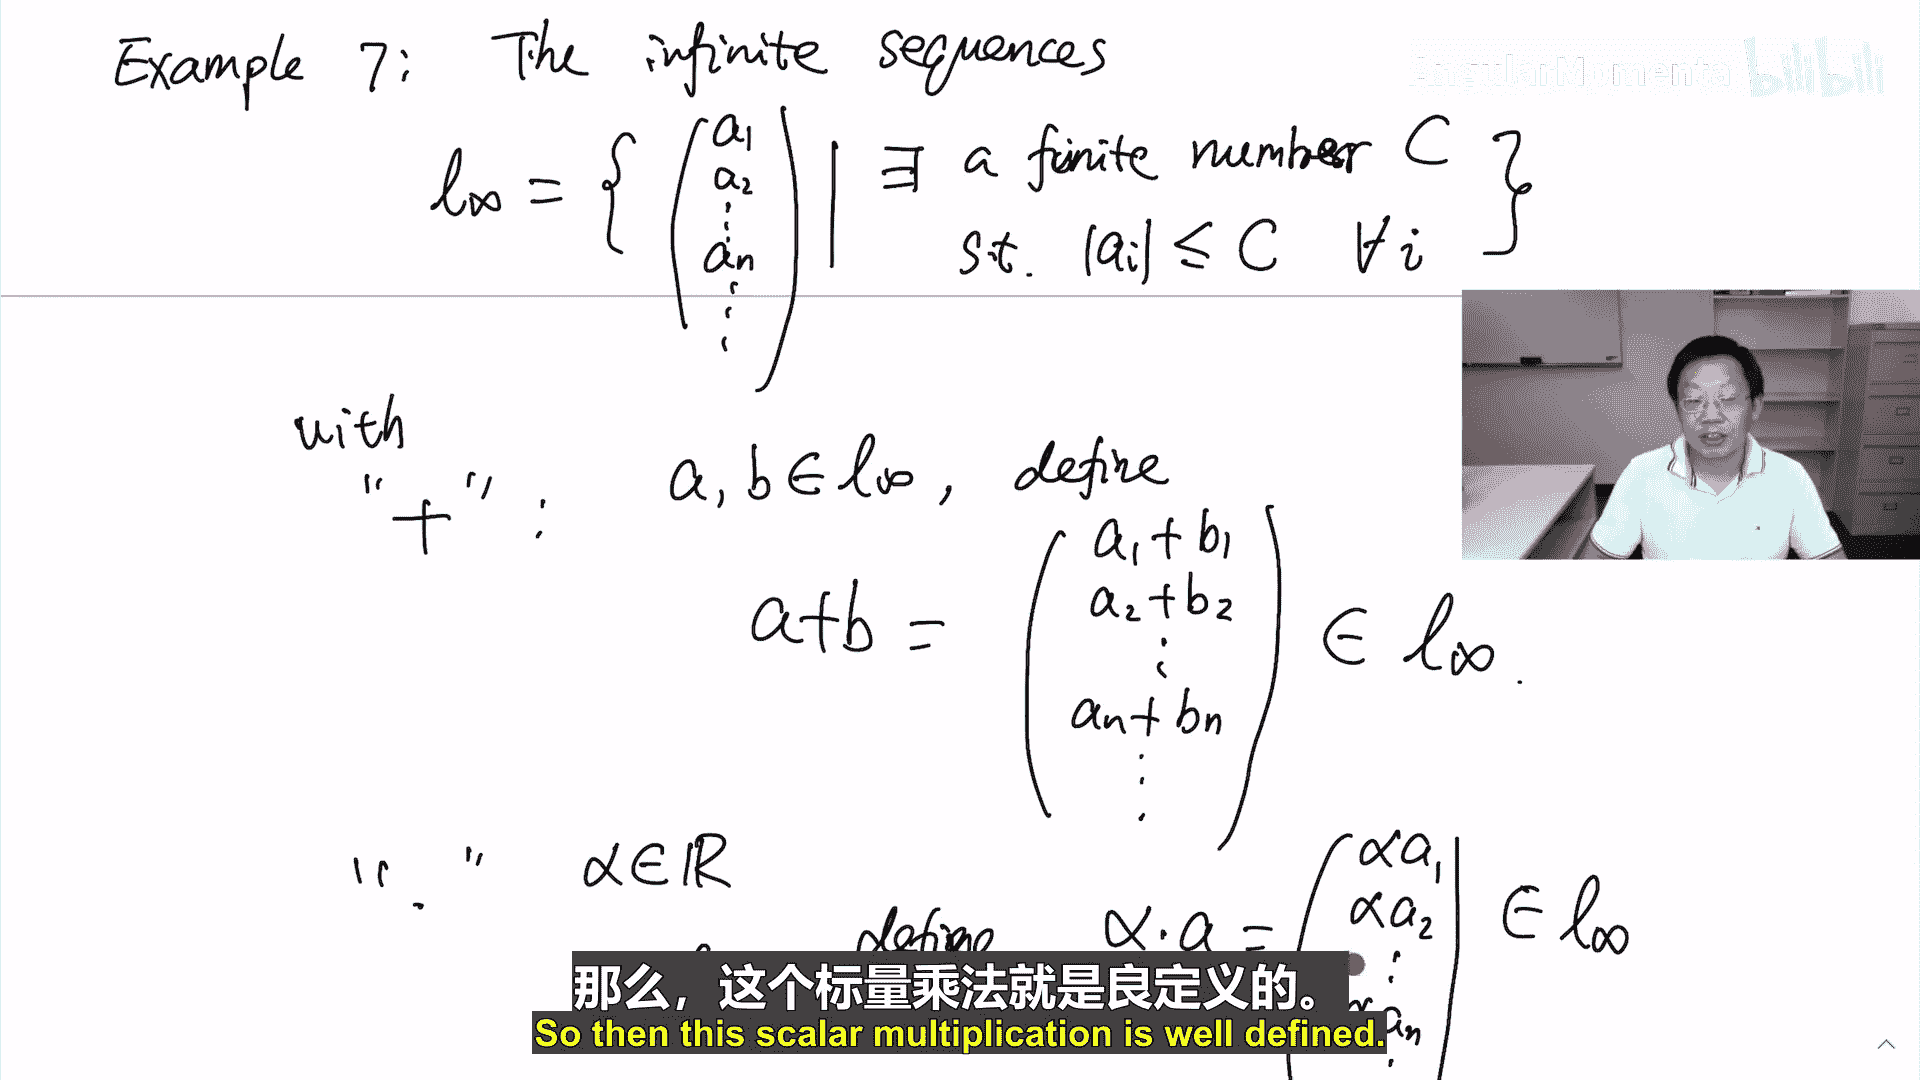 Example 7: The infinite sequences
l∞ = { ( a1 a2 ⋮ an ⋮ ) | ∃ a finite number C
s.t. |ai| ≤ C ∀i }
with
"+" : a, b ∈ l∞, define
a+b = ( a1+b1 a2+b2 ⋮ an+bn ⋮ ) ∈ l∞.
"·" α∈ℝ
define α·a = ( αa1 αa2 ⋮ αan ⋮ ∈ l∞
AngularMomenta bilibili
那么，这个标量乘法就是良定义的。
So then this scalar multiplication is well defined.